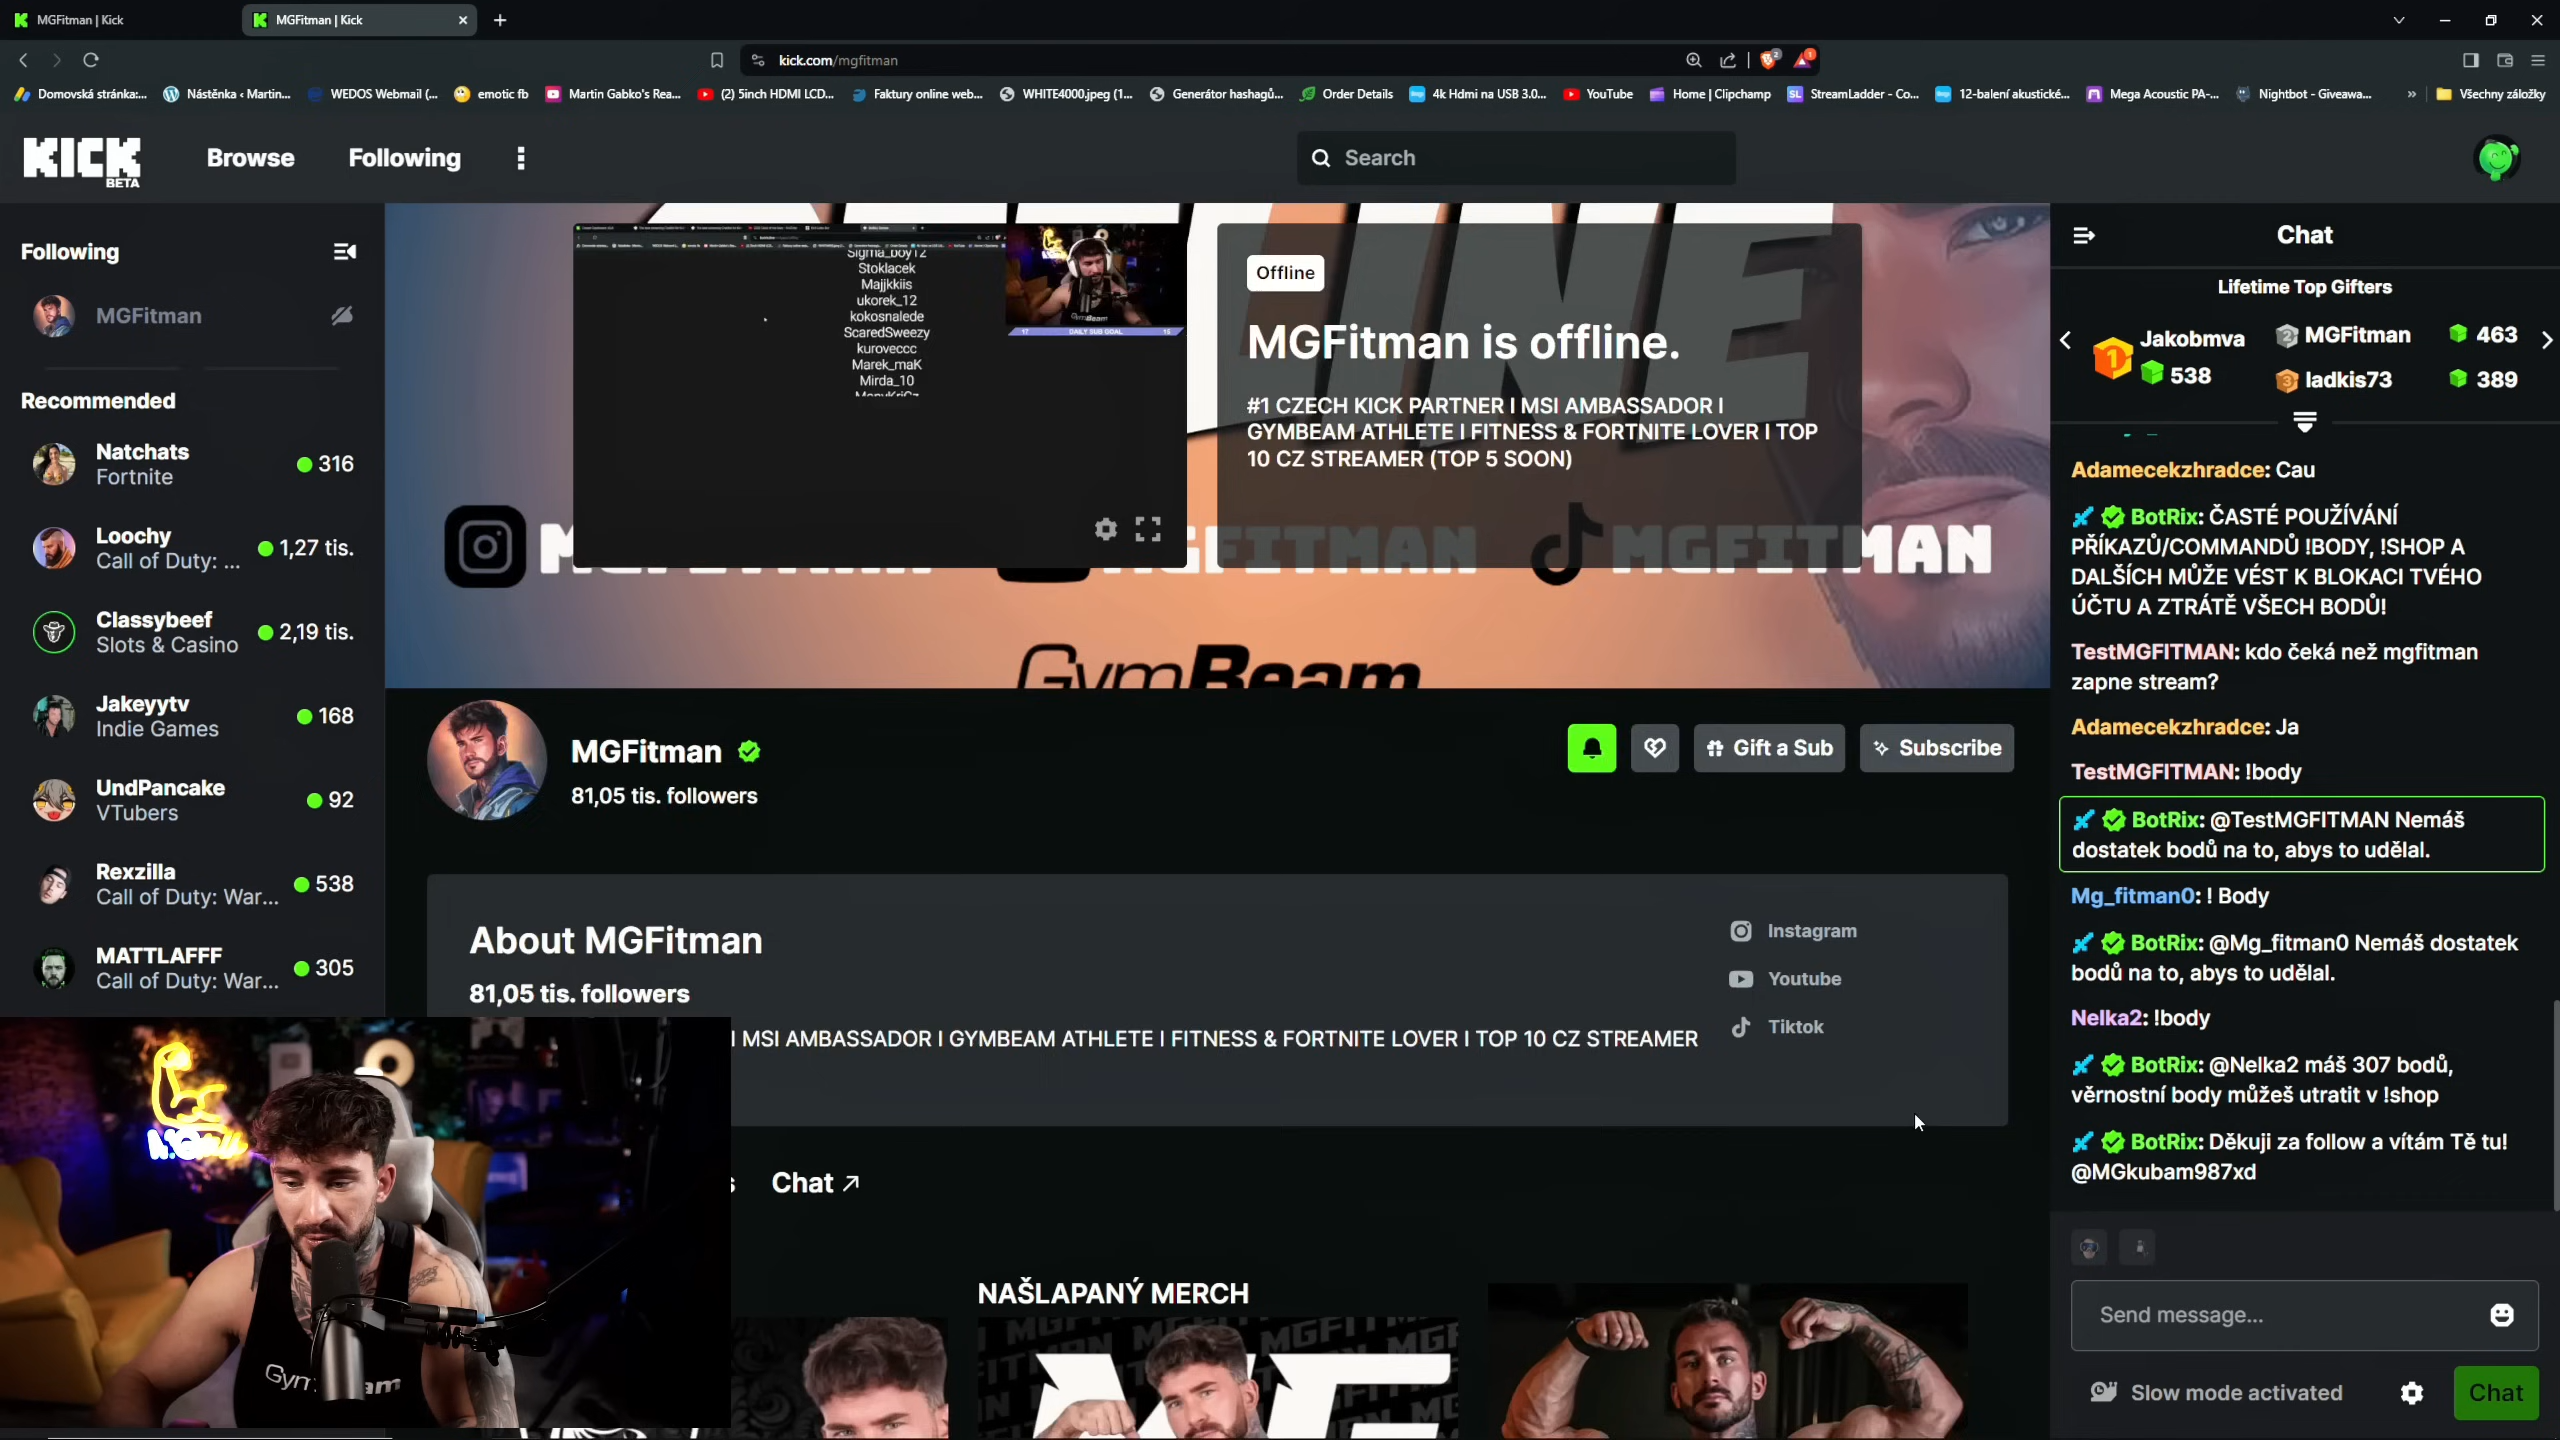 MGFitman | Kick
MGFitman | Kick
kick.com/mgfitman
2
1
Domovská stránka:...
Nástěnka ‹ Martin...
WEDOS Webmail (...
emotic fb
Martin Gabko's Rea...
(2) 5inch HDMI LCD...
Faktury online web...
WHITE4000.jpeg (1...
Generátor hashagů...
Order Details
4k Hdmi na USB 3.0...
YouTube
Home | Clipchamp
StreamLadder - Co...
12-balení akustické...
Mega Acoustic PA-...
Nightbot - Giveawa...
Všechny záložky
KICK
BETA
Browse
Following
Search
Following
MGFitman
Recommended
Natchats
Fortnite
316
Loochy
Call of Duty: ...
1,27 tis.
Classybeef
Slots & Casino
2,19 tis.
Jakeyytv
Indie Games
168
UndPancake
VTubers
92
Rexzilla
Call of Duty: War...
538
MATTLAFFF
Call of Duty: War...
305
Sigma_boy12
Stoklacek
Majjkkiis
ukorek_12
kokosnalede
ScaredSweezy
kuroveccc
Marek_maK
Mirda_10
17 DAILY SUB GOAL 15
Offline
MGFitman is offline.
#1 CZECH KICK PARTNER I MSI AMBASSADOR I
GYMBEAM ATHLETE I FITNESS & FORTNITE LOVER I TOP
10 CZ STREAMER (TOP 5 SOON)
MGFITMAN
GymBeam
MGFitman
81,05 tis. followers
Gift a Sub
Subscribe
About MGFitman
81,05 tis. followers
I MSI AMBASSADOR I GYMBEAM ATHLETE I FITNESS & FORTNITE LOVER I TOP 10 CZ STREAMER
Instagram
Youtube
Tiktok
Chat
NAŠLAPANÝ MERCH
Chat
Lifetime Top Gifters
1
Jakobmva
538
2 MGFitman 463
3 ladkis73 389
Adamecekzhradce: Cau
BotRix: ČASTÉ POUŽÍVÁNÍ
PŘÍKAZŮ/COMMANDŮ !BODY, !SHOP A
DALŠÍCH MŮŽE VÉST K BLOKACI TVÉHO
ÚČTU A ZTRÁTĚ VŠECH BODŮ!
TestMGFITMAN: kdo čeká než mgfitman
zapne stream?
Adamecekzhradce: Ja
TestMGFITMAN: !body
BotRix: @TestMGFITMAN Nemáš
dostatek bodů na to, abys to udělal.
Mg_fitman0: ! Body
BotRix: @Mg_fitman0 Nemáš dostatek
bodů na to, abys to udělal.
Nelka2: !body
BotRix: @Nelka2 máš 307 bodů,
věrnostní body můžeš utratit v !shop
BotRix: Děkuji za follow a vítám Tě tu!
@MGkubam987xd
Send message...
Slow mode activated
Chat